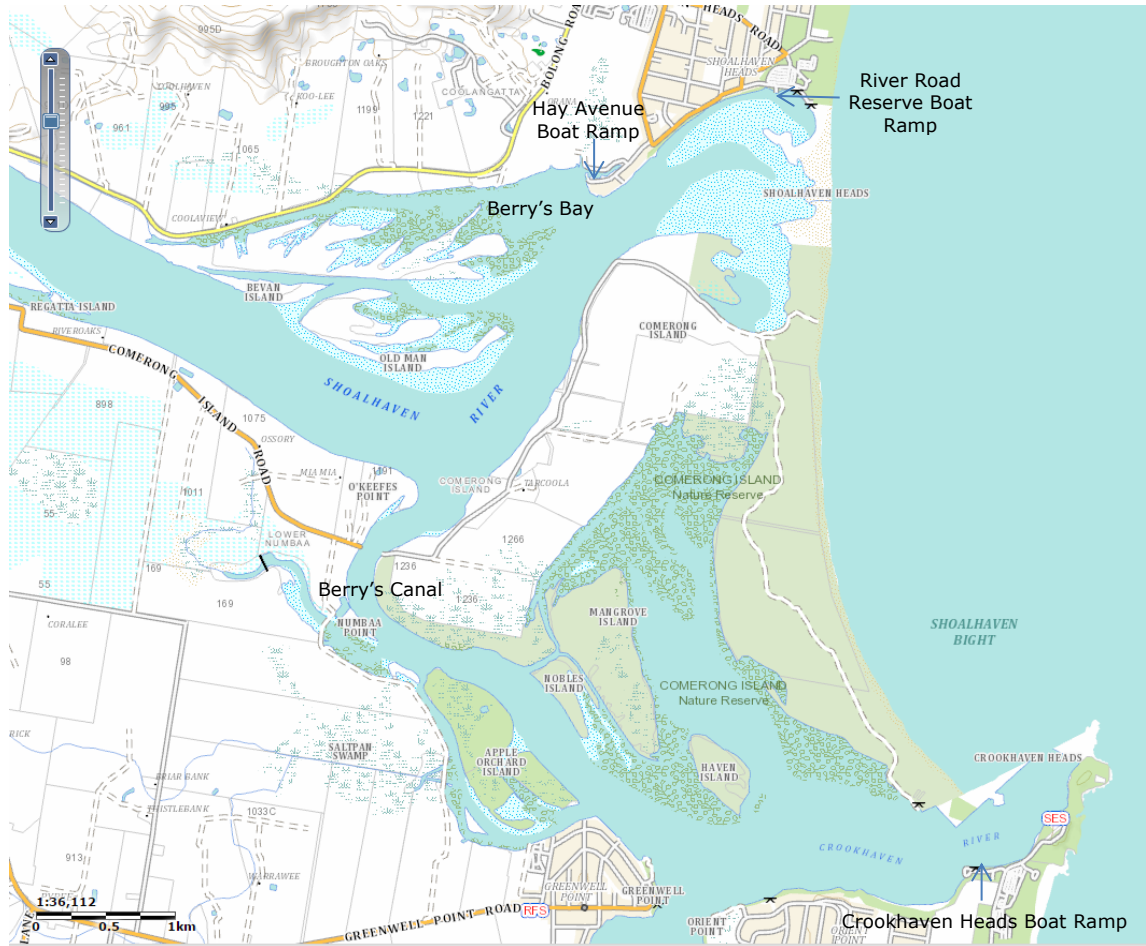 995D
HEADS ROAD
BROUGHTON OAKS
SHOALHAVEN
HEADS
BOLONG ROAD
COOLANGATTA
995
KOO-LEE
1199
1221
961
1065
River Road
Reserve Boat
Ramp
Hay Avenue
Boat Ramp
COOLAVIEW
Berry's Bay
SHOALHAVEN HEADS
BEVAN
ISLAND
REGATTA ISLAND
RIVEROAKS
COMERONG
ISLAND
OLD MAN
ISLAND
COMERONG ISLAND ROAD
SHOALHAVEN RIVER
898
1075
OSSORY
MIA MIA
1191
O'KEEFES
POINT
COMERONG
ISLAND
TARCOOLA
COMERONG ISLAND
Nature Reserve
1011
55
LOWER
NUMBAA
1266
169
1236
1236
55
169
Berry's Canal
MANGROVE
ISLAND
CORALEE
NUMBAA
POINT
SHOALHAVEN
BIGHT
98
NOBLES
ISLAND
COMERONG ISLAND
Nature Reserve
SALTPAN
SWAMP
APPLE
ORCHARD
ISLAND
HAVEN
ISLAND
CROOKHAVEN HEADS
BRIAR BANK
THISTLEBANK
1033C
SES
CROOKHAVEN RIVER
913
WARRAWEE
GREENWELL
POINT
GREENWELL
POINT
1:36,112
0 0.5 1km
LANE
RFS
GREENWELL POINT ROAD
ORIENT
POINT
ORIENT
POINT
Crookhaven Heads Boat Ramp